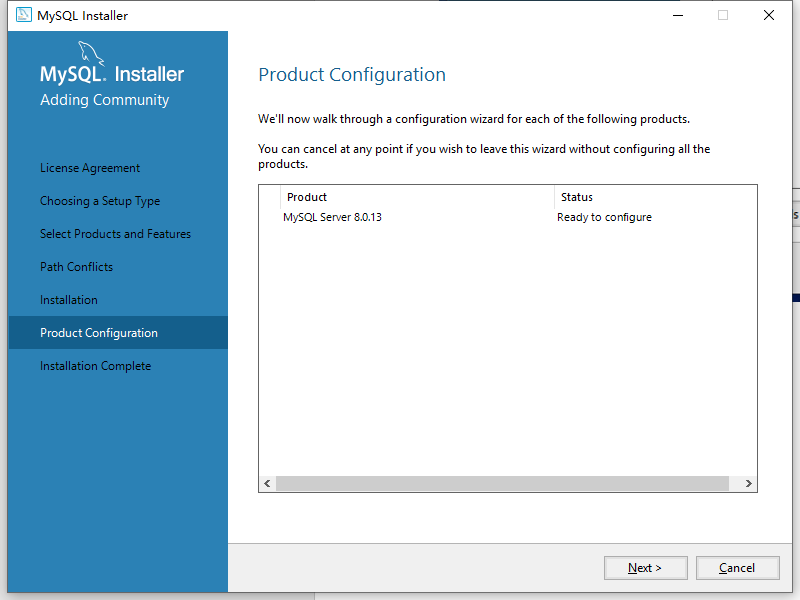 MySQL Installer
MySQL. Installer
Adding Community
License Agreement
Choosing a Setup Type
Select Products and Features
Path Conflicts
Installation
Product Configuration
Installation Complete
Product Configuration
We'll now walk through a configuration wizard for each of the following products.
You can cancel at any point if you wish to leave this wizard without configuring all the
products.
Product Status
MySQL Server 8.0.13 Ready to configure
Next > Cancel